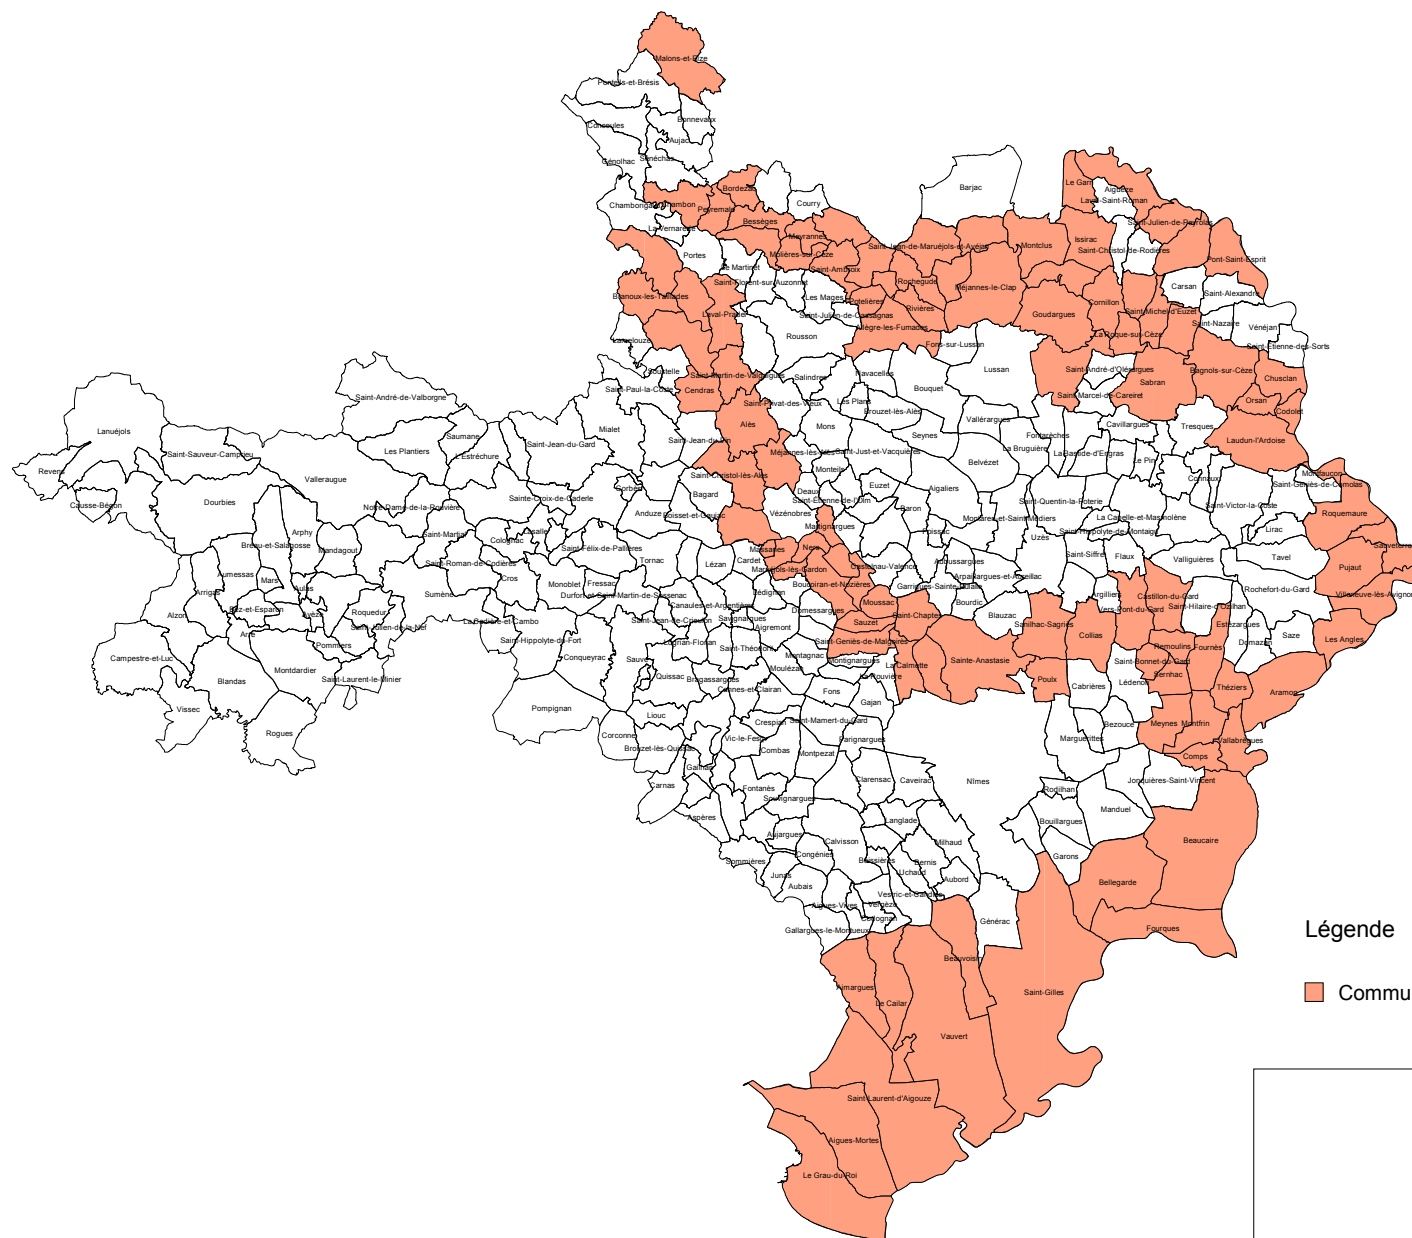 Malons-et-Elze
Ponteils-et-Brésis
Bonnevaux
Concoules
Aujac
Génolhac
Sénéchas
Bordezac
Chambon
Peyremale
Courry
Barjac
Le Garn
Aiguèze
Laval-Saint-Roman
Bessèges
La Vernarède
Meyrannes
Saint-Julien-de-Peyrolas
Portes
Molières-sur-Cèze
Saint-Jean-de-Maruéjols-et-Avéjan
Montclus
Issirac
Saint-Christol-de-Rodières
Pont-Saint-Esprit
Le Martinet
Saint-Ambroix
Saint-Florent-sur-Auzonnet
Rochegude
Méjannes-le-Clap
Carsan
Saint-Alexandre
Blanoux-les-Taillades
Les Mages
Potelières
Rivières
Cornillon
Laval-Pradel
Saint-Julien-de-Cassagnas
Goudargues
Saint-Michel-d'Euzet
Saint-Nazaire
Vénéjan
Allègre-les-Fumades
La Roque-sur-Cèze
Rousson
Fons-sur-Lussan
Saint-Étienne-des-Sorts
Lamelouze
Soustelle
Saint-Martin-de-Valgalgues
Salindres
Navacelles
Lussan
Saint-André-d'Olérargues
Bagnols-sur-Cèze
Chusclan
Saint-Paul-la-Coste
Cendras
Bouquet
Sabran
Saint-Marcel-de-Careiret
Orsan
Saint-André-de-Valborgne
Saint-Privat-des-Vieux
Les Plans
Brouzet-lès-Alès
Codolet
Alès
Mons
Vallérargues
Cavillargues
Tresques
Lanuéjols
Mialet
Saint-Jean-du-Pin
Seynes
Fontarèches
Laudun-l'Ardoise
Saumane
Saint-Jean-du-Gard
Saint-Sauveur-Camprieu
Les Plantiers
L'Estréchure
Méjannes-lès-Alès
Saint-Just-et-Vacquières
La Bruguière
La Bastide-d'Engras
Le Pin
Belvézet
Revens
Valleraugue
Saint-Christol-lès-Alès
Monteils
Connaux
Montfaucon
Corbès
Bagard
Deaux
Euzet
Aigaliers
Saint-Geniès-de-Comolas
Causse-Bégon
Dourbies
Notre-Dame-de-la-Rouvière
Sainte-Croix-de-Caderle
Anduze
Boisset-et-Gaujac
Saint-Étienne-de-l'Olm
Vézénobres
Baron
Saint-Quentin-la-Poterie
Saint-Victor-la-Coste
Roquemaure
Martignargues
Montaren-et-Saint-Médiers
La Capelle-et-Masmolène
Arphy
Saint-Martial
Lasalle
Colognac
Foissac
Uzès
Saint-Hippolyte-de-Montaigu
Lirac
Bréau-et-Salagosse
Mandagout
Saint-Félix-de-Pallières
Massanes
Ners
Saint-Siffret
Flaux
Valliguières
Tavel
Sauveterre
Aumessas
Saint-Roman-de-Codières
Tornac
Lézan
Cardet
Maruéjols-lès-Gardon
Castelnau-Valence
Aubussargues
Pujaut
Mars
Cros
Arrigas
Aulas
Sumène
Monoblet
Fressac
Durfort-et-Saint-Martin-de-Sossenac
Lédignan
Boucoiran-et-Nozières
Garrigues-Sainte-Eulalie
Arpaillargues-et-Aureillac
Argilliers
Castillon-du-Gard
Rochefort-du-Gard
Villeneuve-lès-Avignon
Alzon
Bez-et-Esparon
Avèze
Roquedur
Saint-Julien-de-la-Nef
La Cadière-et-Cambo
Canaules-et-Argentières
Saint-Jean-de-Crieulon
Savignargues
Domessargues
Moussac
Bourdic
Blauzac
Vers-Pont-du-Gard
Saint-Hilaire-d'Ozilhan
Estézargues
Arre
Pommiers
Saint-Hippolyte-du-Fort
Logrian-Florian
Aigremont
Sauzet
Saint-Chaptes
Sanilhac-Sagriès
Collias
Domazan
Saze
Les Angles
Campestre-et-Luc
Montdardier
Conqueyrac
Sauve
Saint-Théodorit
Montagnac
Saint-Geniès-de-Malgoirès
Sainte-Anastasie
Remoulins
Fournès
Blandas
Saint-Laurent-le-Minier
Quissac
Bragassargues
Moulézan
Montignargues
La Calmette
La Rouvière
Poulx
Cabrières
Saint-Bonnet-du-Gard
Sernhac
Lédenon
Théziers
Aramon
Vissec
Pompignan
Liouc
Cannes-et-Clairan
Fons
Gajan
Rogues
Corconne
Brouzet-lès-Quissac
Crespian
Saint-Mamert-du-Gard
Marguerittes
Bezouce
Meynes
Montfrin
Vallabrègues
Vic-le-Fesq
Combas
Montpezat
Parignargues
Comps
Gailhan
Carnas
Fontanès
Clarensac
Caveirac
Nîmes
Rodilhan
Jonquières-Saint-Vincent
Souvignargues
Aspères
Langlade
Manduel
Bouillargues
Aujargues
Calvisson
Milhaud
Beaucaire
Sommières
Congénies
Boissières
Bernis
Garons
Junas
Uchaud
Aubord
Bellegarde
Aubais
Vestric-et-Candiac
Aigues-Vives
Vergèze
Codognan
Générac
Gallargues-le-Montueux
Fourques
Légende
Beauvoisin
Aimargues
Le Cailar
Saint-Gilles
Commu
Vauvert
Saint-Laurent-d'Aigouze
Aigues-Mortes
Le Grau-du-Roi